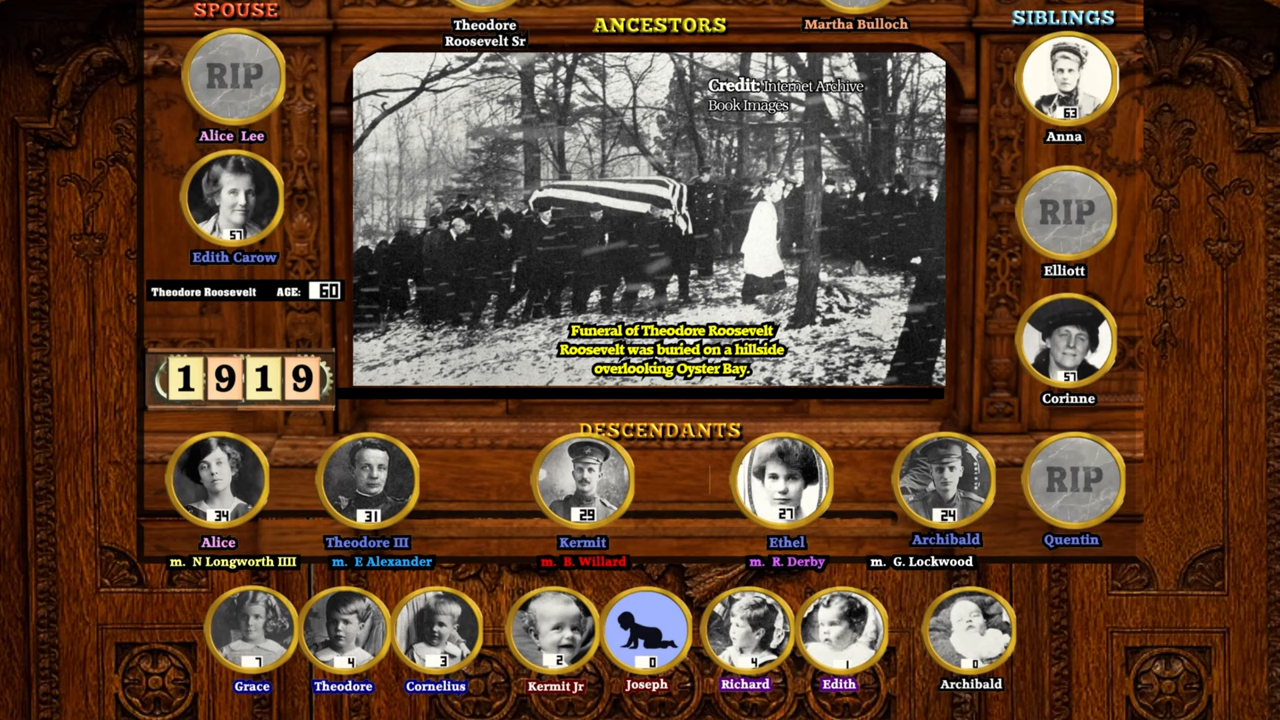 SPOUSE
Theodore
Roosevelt Sr
ANCESTORS
Martha Bulloch
SIBLINGS
RIP
Alice Lee
57
Edith Carow
Theodore Roosevelt AGE: 60
1919
Credit: Internet Archive
Book Images
Funeral of Theodore Roosevelt
Roosevelt was buried on a hillside
overlooking Oyster Bay.
63
Anna
RIP
Elliott
57
Corinne
DESCENDANTS
34
31
29
27
24
RIP
Alice
Theodore III
Kermit
Ethel
Archibald
Quentin
m. N Longworth IIII
m. E Alexander
m. B. Willard
m. R. Derby
m. G. Lockwood
7
4
3
2
0
4
1
0
Grace
Theodore
Cornelius
Kermit Jr
Joseph
Richard
Edith
Archibald